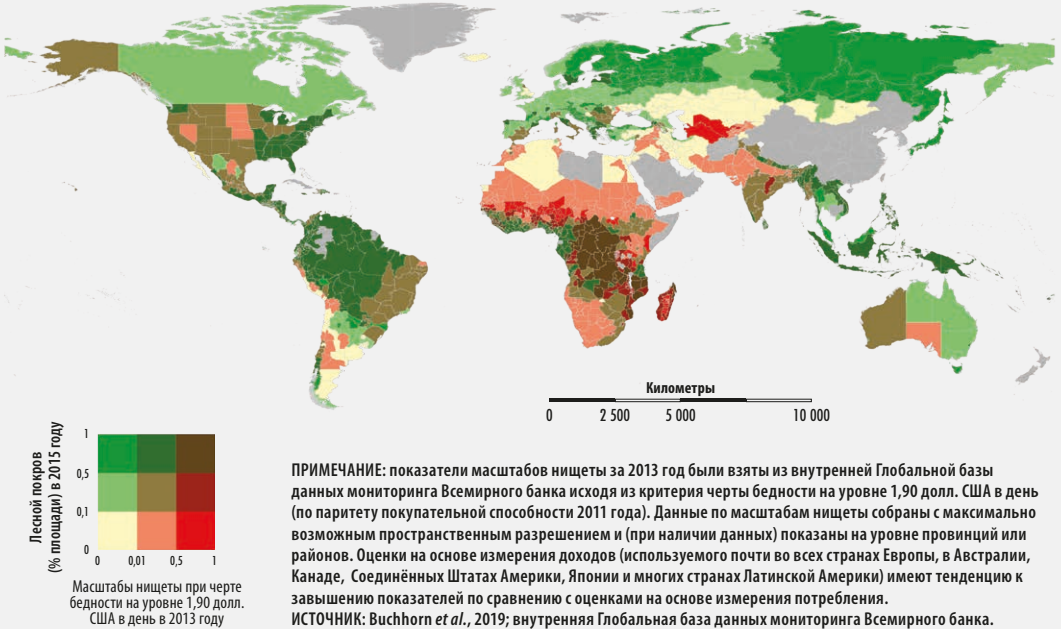 Километры
0 2 500 5 000 10 000
Лесной покров
(% площади) в 2015 году
1
0,5
0,1
0
0 0,01 0,5 1
Масштабы нищеты при черте
бедности на уровне 1,90 долл.
США в день в 2013 году
ПРИМЕЧАНИЕ: показатели масштабов нищеты за 2013 год были взяты из внутренней Глобальной базы
данных мониторинга Всемирного банка исходя из критерия черты бедности на уровне 1,90 долл. США в день
(по паритету покупательной способности 2011 года). Данные по масштабам нищеты собраны с максимально
возможным пространственным разрешением и (при наличии данных) показаны на уровне провинций или
районов. Оценки на основе измерения доходов (используемого почти во всех странах Европы, в Австралии,
Канаде, Соединённых Штатах Америки, Японии и многих странах Латинской Америки) имеют тенденцию к
завышению показателей по сравнению с оценками на основе измерения потребления.
ИСТОЧНИК: Buchhorn et al., 2019; внутренняя Глобальная база данных мониторинга Всемирного банка.